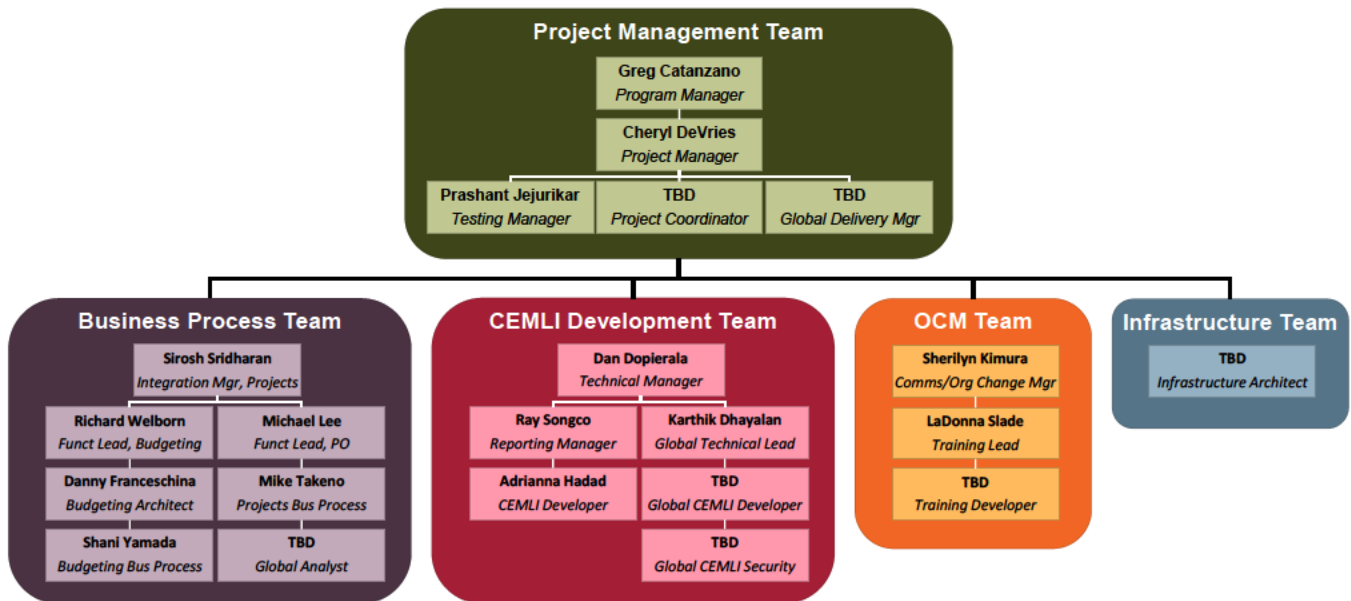 Project Management Team
Greg Catanzano
Program Manager
Cheryl DeVries
Project Manager
Prashant Jejurikar
Testing Manager
TBD
Project Coordinator
TBD
Global Delivery Mgr
Business Process Team
Sirosh Sridharan
Integration Mgr, Projects
Richard Welborn
Funct Lead, Budgeting
Danny Franceschina
Budgeting Architect
Shani Yamada
Budgeting Bus Process
Michael Lee
Funct Lead, PO
Mike Takeno
Projects Bus Process
TBD
Global Analyst
CEMLI Development Team
Dan Dopierala
Technical Manager
Ray Songco
Reporting Manager
Adrianna Hadad
CEMLI Developer
Karthik Dhayalan
Global Technical Lead
TBD
Global CEMLI Developer
TBD
Global CEMLI Security
OCM Team
Sherilyn Kimura
Comms/Org Change Mgr
LaDonna Slade
Training Lead
TBD
Training Developer
Infrastructure Team
TBD
Infrastructure Architect